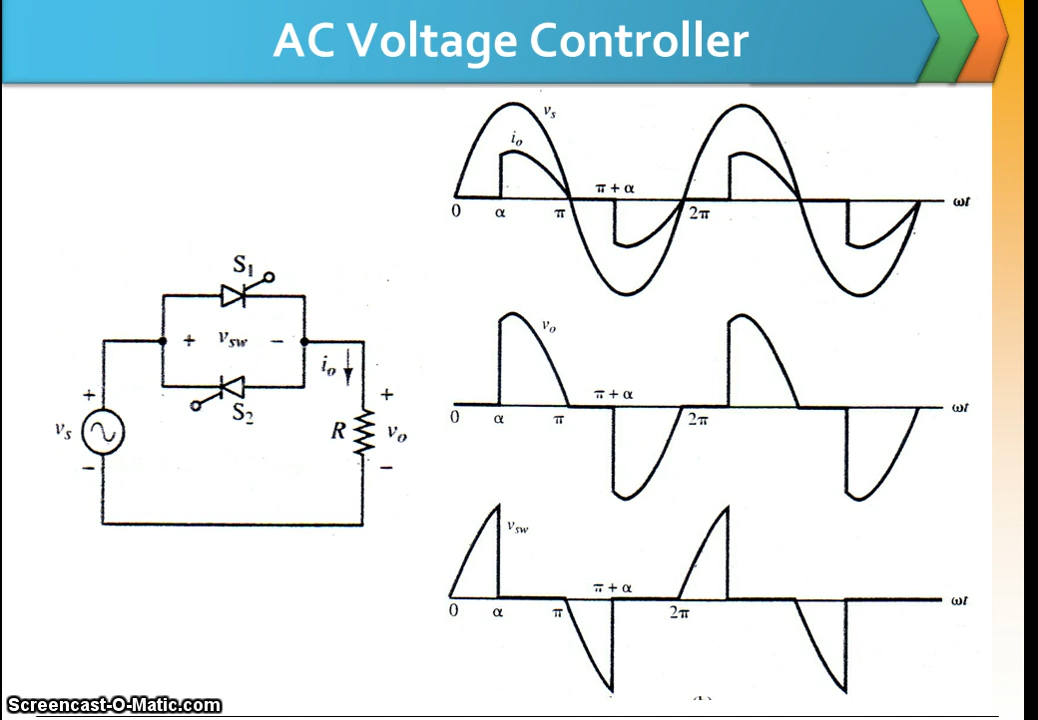 AC Voltage Controller
vs
io
π + α
0 α π 2π ωt
S1
+ vsw −
io
S2
+
vs
−
R
+
vo
−
vo
π + α
0 α π 2π ωt
vsw
π + α
0 α π 2π ωt
Screencast-O-Matic.com